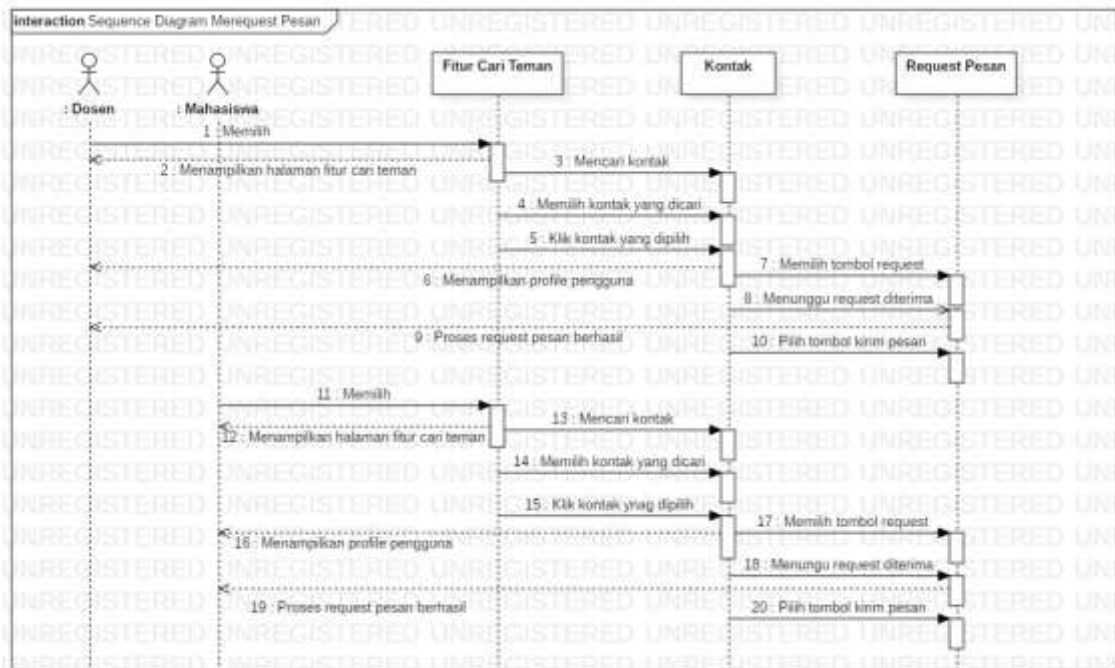 interaction Sequence Diagram Merequest Pesan
Fitur Cari Teman
Kontak
Request Pesan
: Dosen
: Mahasiswa
1 : Memilih
2 : Menampilkan halaman fitur cari teman
3 : Mencari kontak
4 : Memilih kontak yang dicari
5 : Klik kontak yang dipilih
6 : Menampilkan profile pengguna
7 : Memilih tombol request
8 : Menunggu request diterima
9 : Proses request pesan berhasil
10 : Pilih tombol kirim pesan
11 : Memilih
12 : Menampilkan halaman fitur cari teman
13 : Mencari kontak
14 : Memilih kontak yang dicari
15 : Klik kontak ynag dipilih
16 : Menampilkan profile pengguna
17 : Memilih tombol request
18 : Menungu request diterima
19 : Proses request pesan berhasil
20 : Pilih tombol kirim pesan
UNREGISTERED